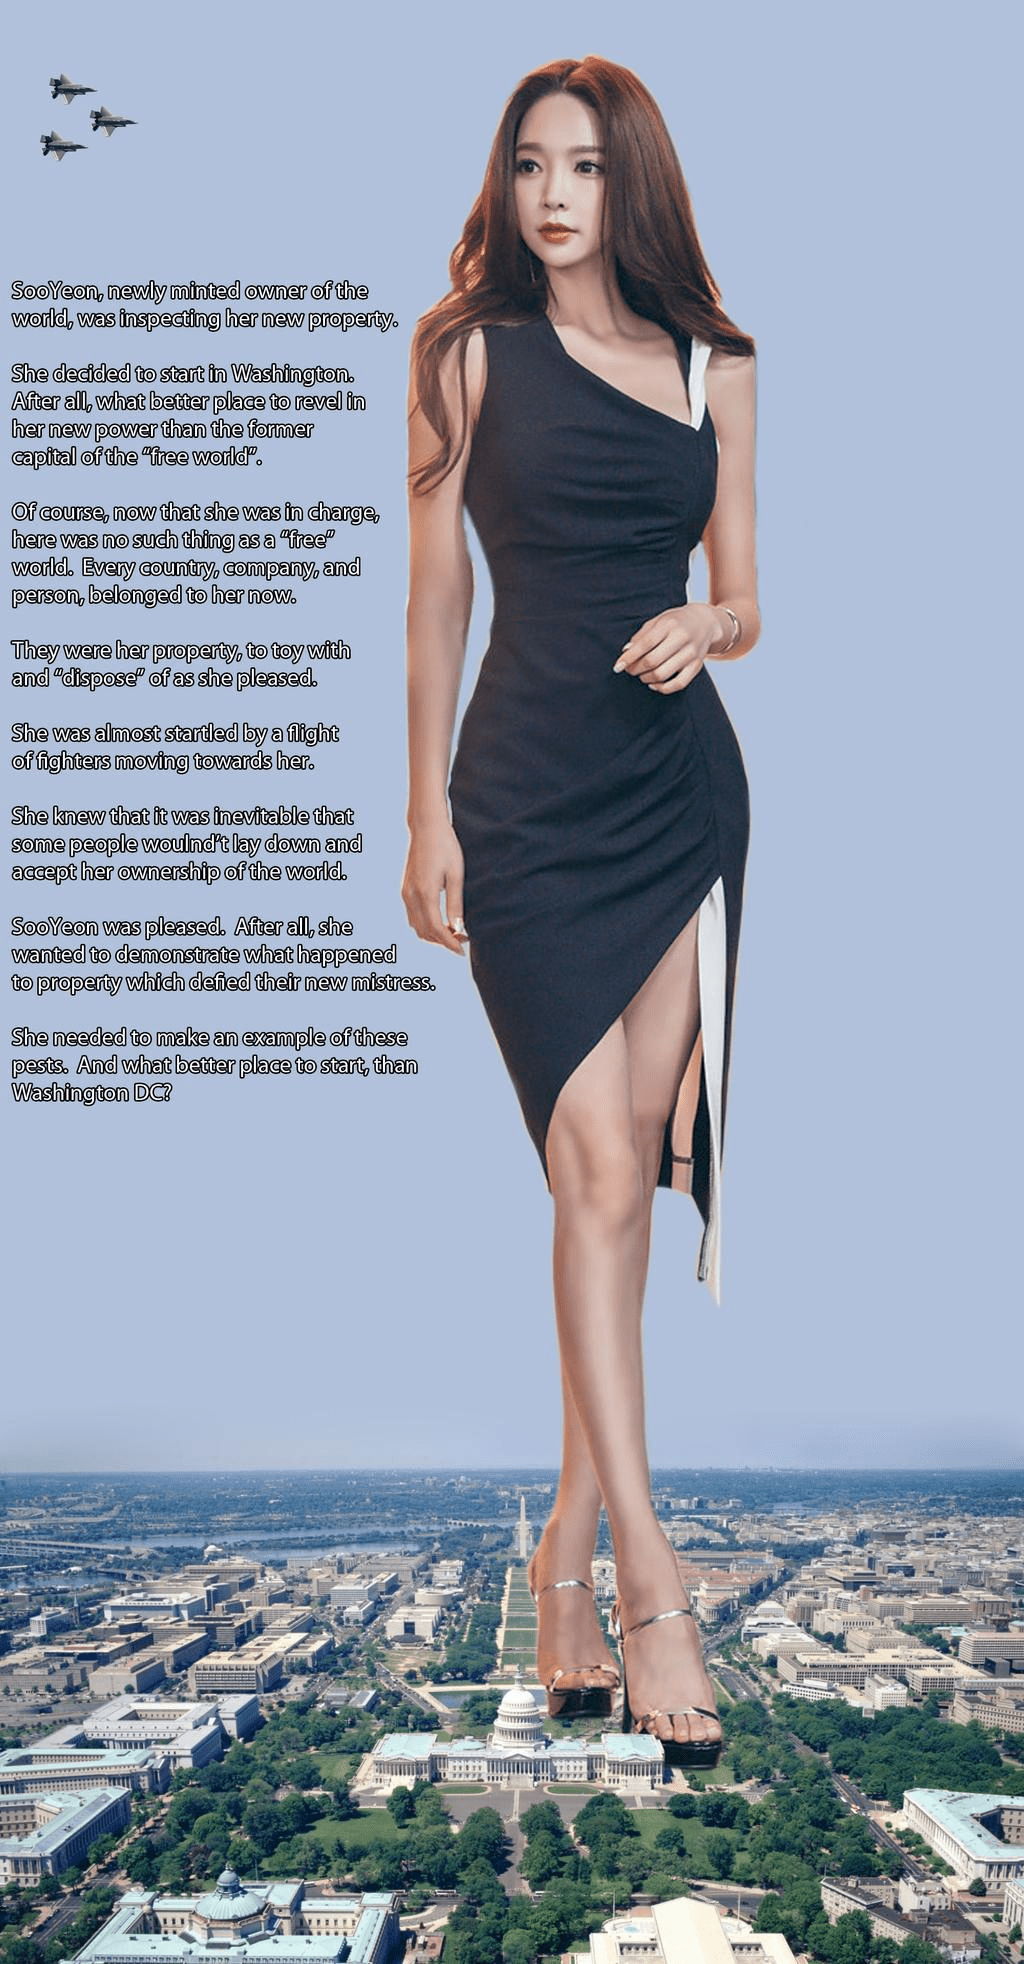 SooYeon, newly minted owner of the
world, was inspecting her new property.
She decided to start in Washington.
After all, what better place to revel in
her new power than the former
capital of the “free world”.
Of course, now that she was in charge,
here was no such thing as a “free”
world.  Every country, company, and
person, belonged to her now.
They were her property, to toy with
and “dispose” of as she pleased.
She was almost startled by a flight
of fighters moving towards her.
She knew that it was inevitable that
some people woulnd't lay down and
accept her ownership of the world.
SooYeon was pleased.  After all, she
wanted to demonstrate what happened
to property which defied their new mistress.
She needed to make an example of these
pests.  And what better place to start, than
Washington DC?